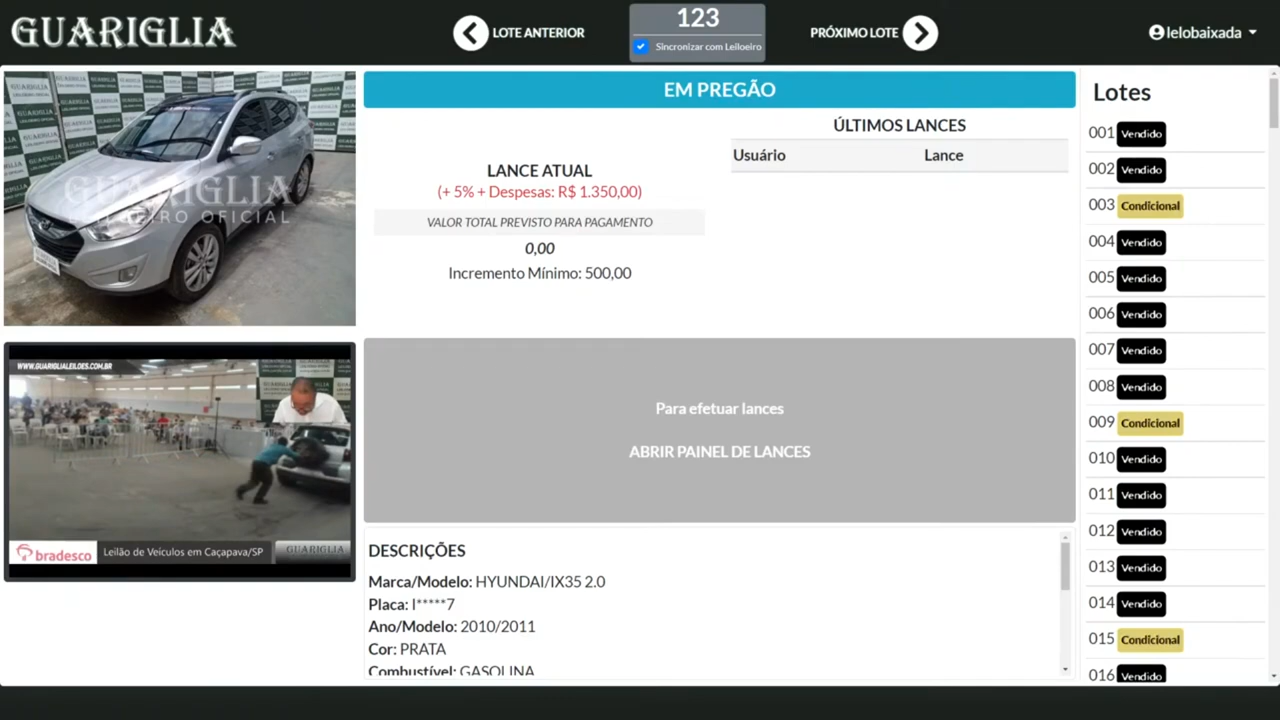 GUARIGLIA
LOTE ANTERIOR
123
Sincronizar com Leiloeiro
PRÓXIMO LOTE
lelobaixada
GUARIGLIA
LEILOEIRO OFICIAL
EM PREGÃO
LANCE ATUAL
(+ 5% + Despesas: R$ 1.350,00)
VALOR TOTAL PREVISTO PARA PAGAMENTO
0,00
Incremento Mínimo: 500,00
ÚLTIMOS LANCES
Usuário Lance
WWW.GUARIGLIALEILOES.COM.BR
bradesco
Leilão de Veículos em Caçapava/SP
GUARIGLIA
Para efetuar lances
ABRIR PAINEL DE LANCES
DESCRIÇÕES
Marca/Modelo: HYUNDAI/IX35 2.0
Placa: I*****7
Ano/Modelo: 2010/2011
Cor: PRATA
Combustível: GASOLINA
Lotes
001 Vendido
002 Vendido
003 Condicional
004 Vendido
005 Vendido
006 Vendido
007 Vendido
008 Vendido
009 Condicional
010 Vendido
011 Vendido
012 Vendido
013 Vendido
014 Vendido
015 Condicional
016 Vendido